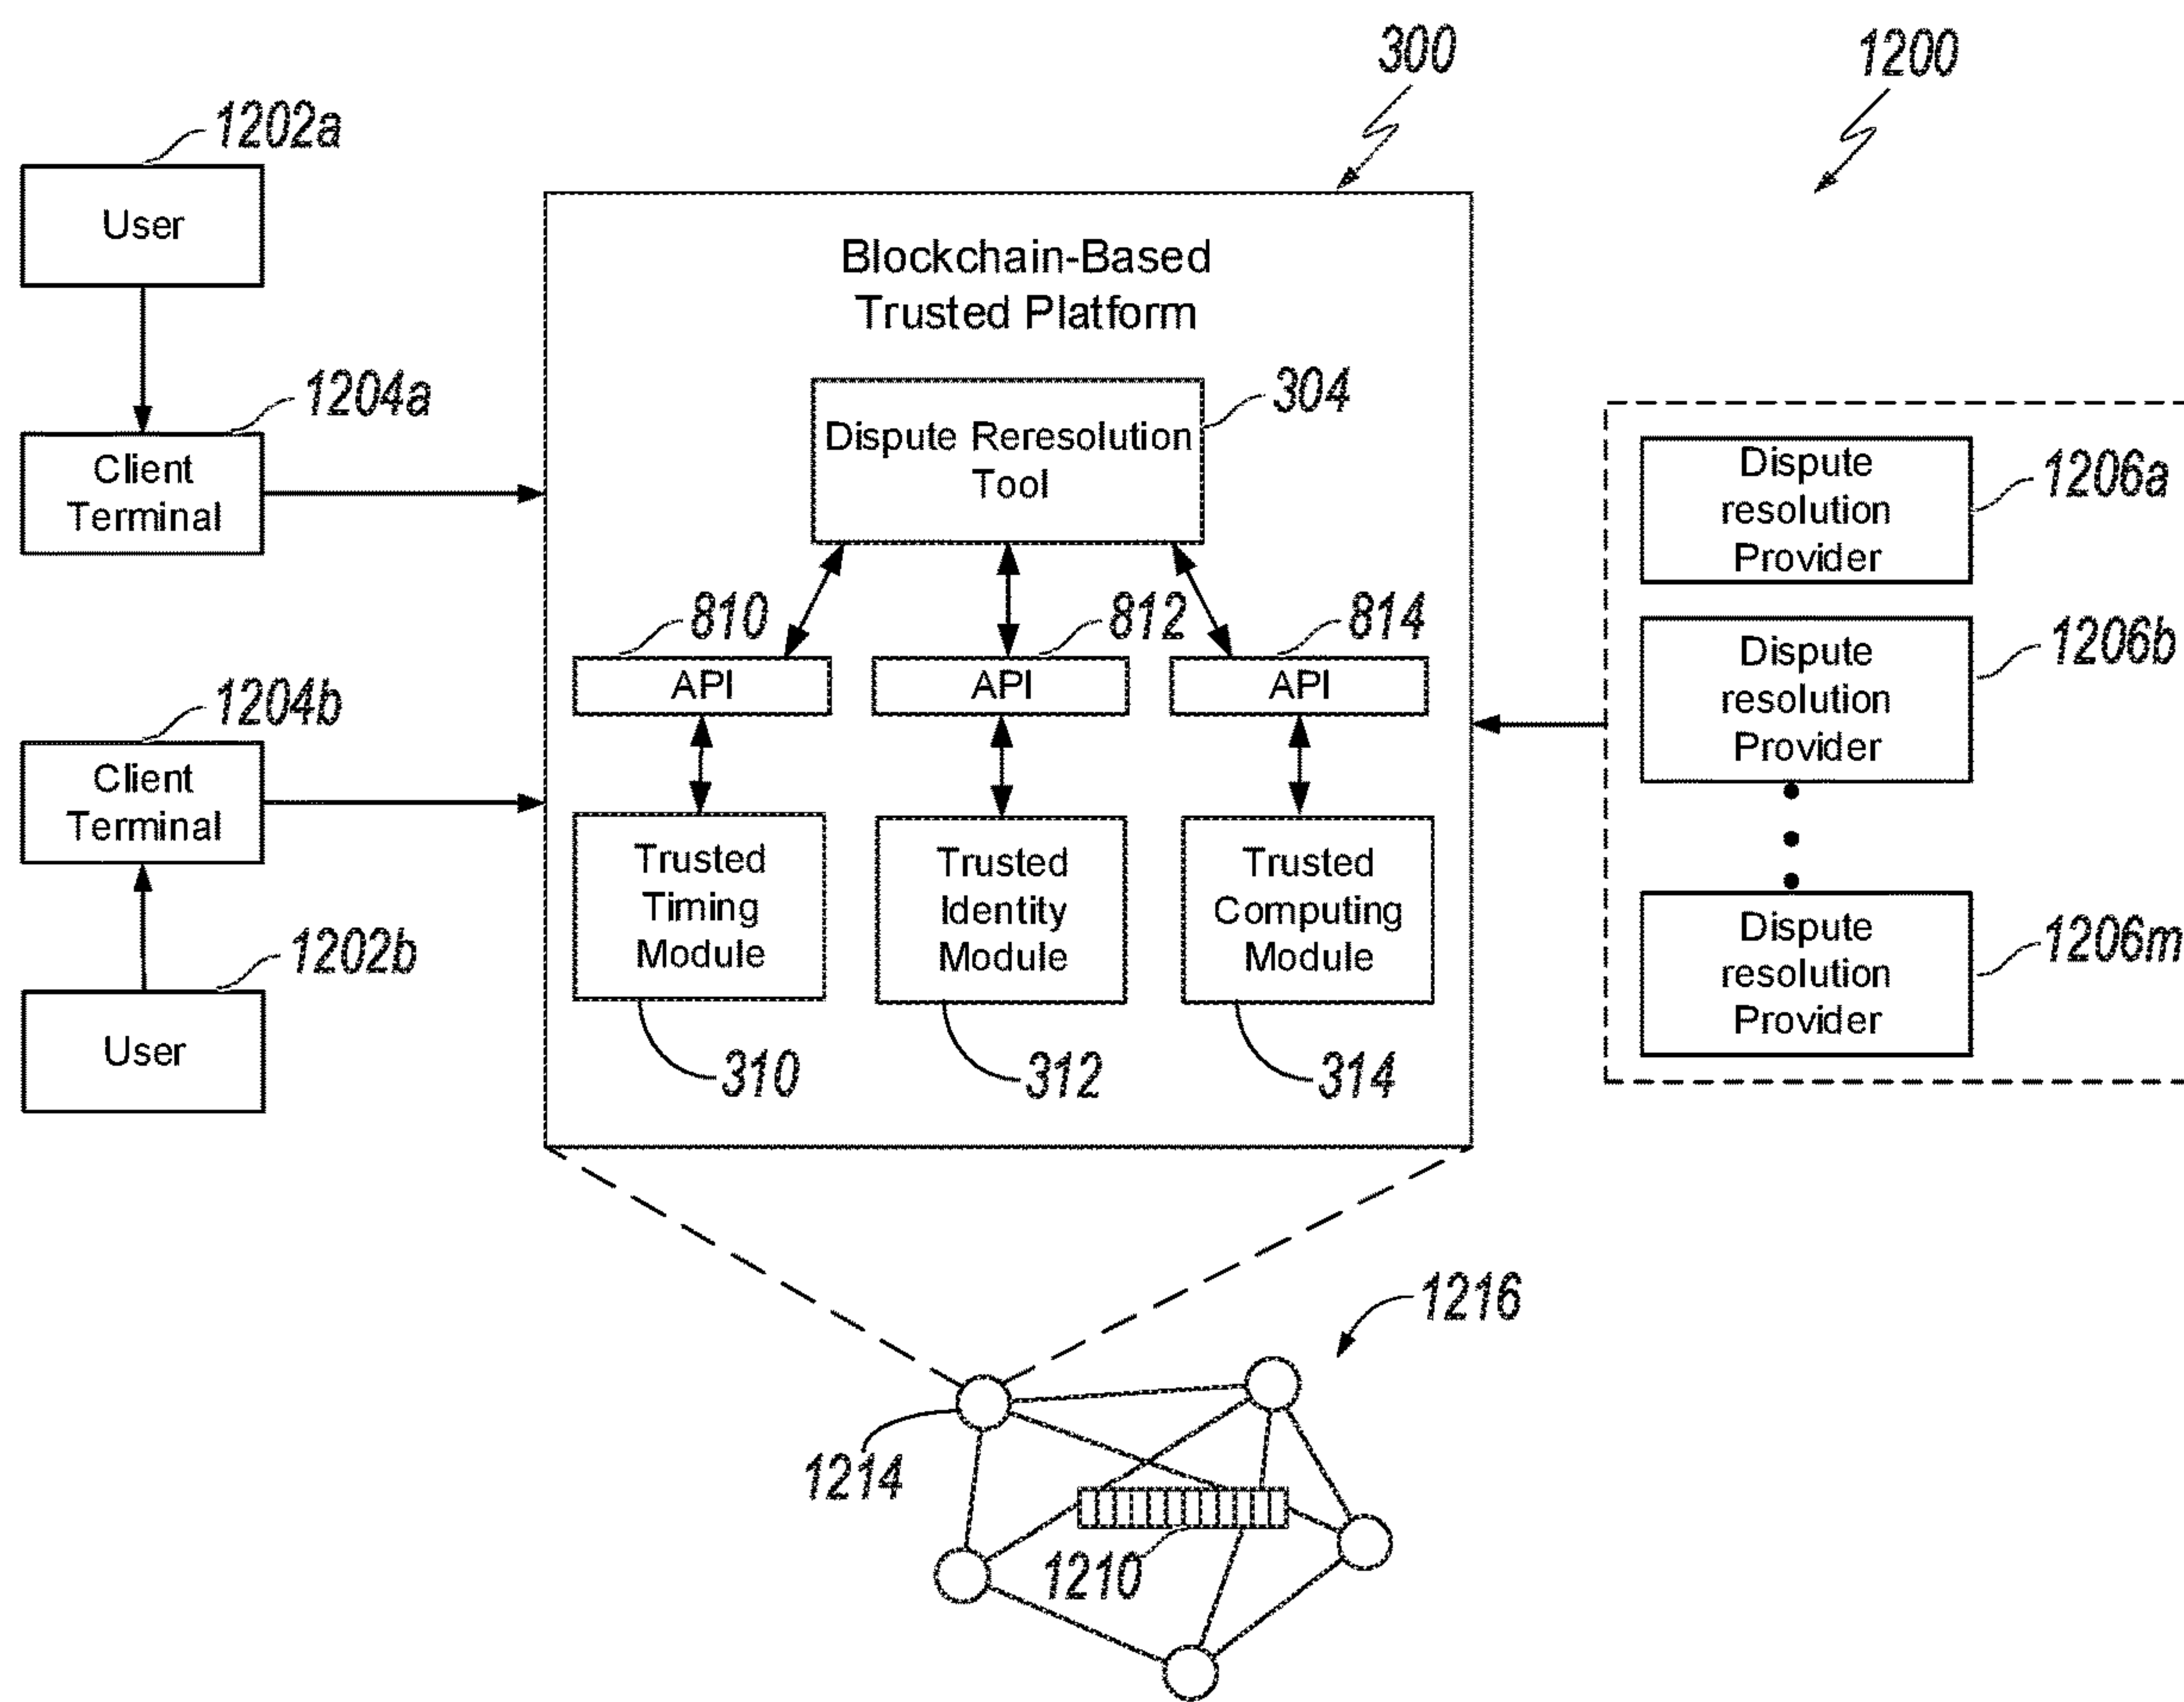 300
1200
1202a
User
Blockchain-Based
Trusted Platform
1204a
Client
Terminal
304
Dispute Reresolution
Tool
1206a
Dispute
resolution
Provider
810
812
814
API
API
API
1206b
Dispute
resolution
Provider
1204b
Client
Terminal
Trusted
Timing
Module
Trusted
Identity
Module
Trusted
Computing
Module
1206m
Dispute
resolution
Provider
1202b
User
310
312
314
1216
1214
1210